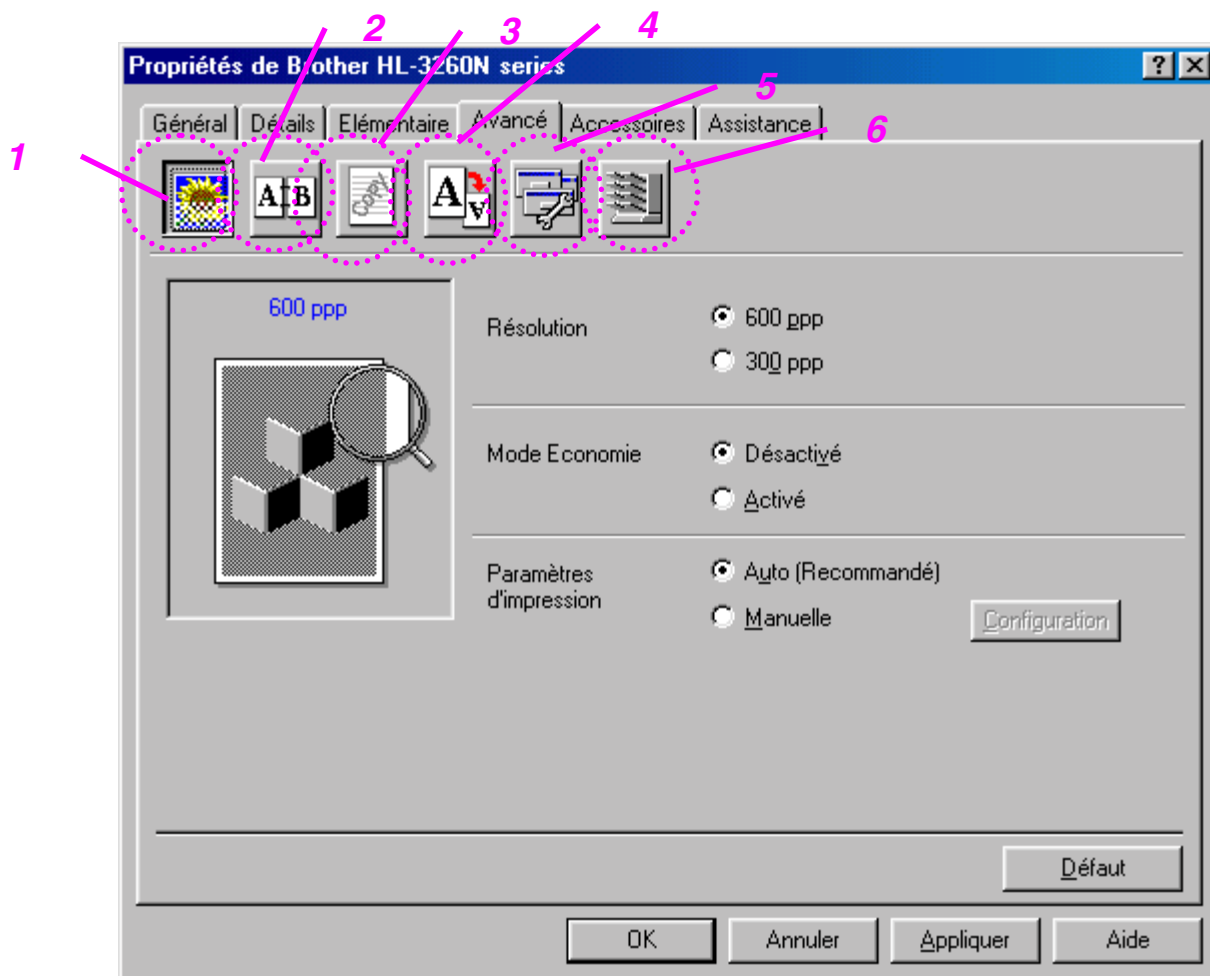 2 3 4
Propriétés de Brother HL-3260N series
5
Général Détails Elémentaire Avancé Accessoires Assistance
6
1
A B COPY A A
600 ppp
Résolution
600 ppp
300 ppp
Mode Economie
Désactivé
Activé
Paramètres
d'impression
Auto (Recommandé)
Manuelle
Configuration
Défaut
OK Annuler Appliquer Aide